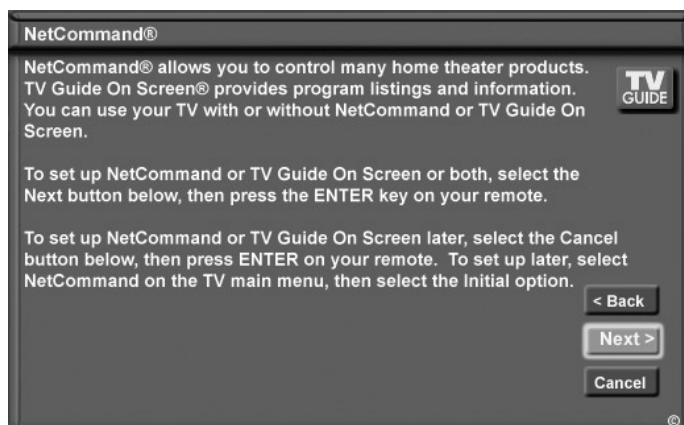 NetCommand®
NetCommand® allows you to control many home theater products.
TV Guide On Screen® provides program listings and information.
You can use your TV with or without NetCommand or TV Guide On
Screen.
TV
GUIDE
To set up NetCommand or TV Guide On Screen or both, select the
Next button below, then press the ENTER key on your remote.
To set up NetCommand or TV Guide On Screen later, select the Cancel
button below, then press ENTER on your remote.  To set up later, select
NetCommand on the TV main menu, then select the Initial option.
< Back
Next >
Cancel
©